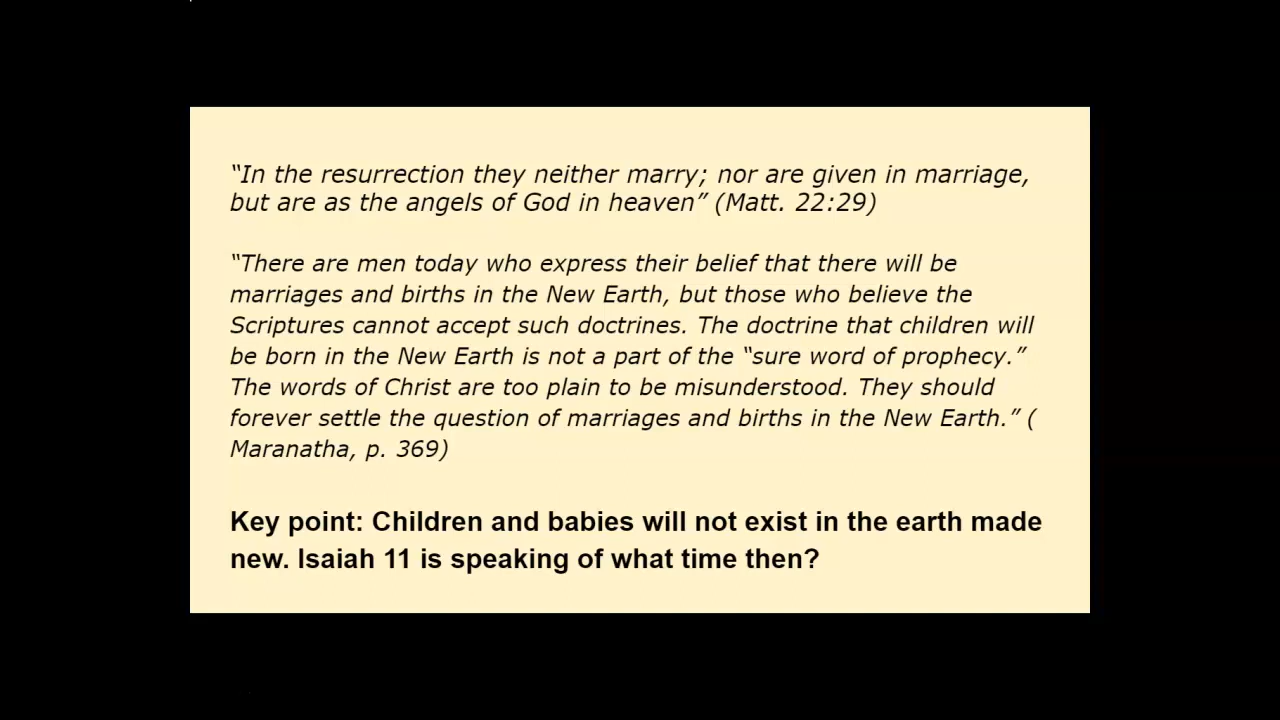 “In the resurrection they neither marry; nor are given in marriage,
but are as the angels of God in heaven” (Matt. 22:29)
“There are men today who express their belief that there will be
marriages and births in the New Earth, but those who believe the
Scriptures cannot accept such doctrines. The doctrine that children will
be born in the New Earth is not a part of the “sure word of prophecy.”
The words of Christ are too plain to be misunderstood. They should
forever settle the question of marriages and births in the New Earth.” (
Maranatha, p. 369)
Key point: Children and babies will not exist in the earth made
new. Isaiah 11 is speaking of what time then?